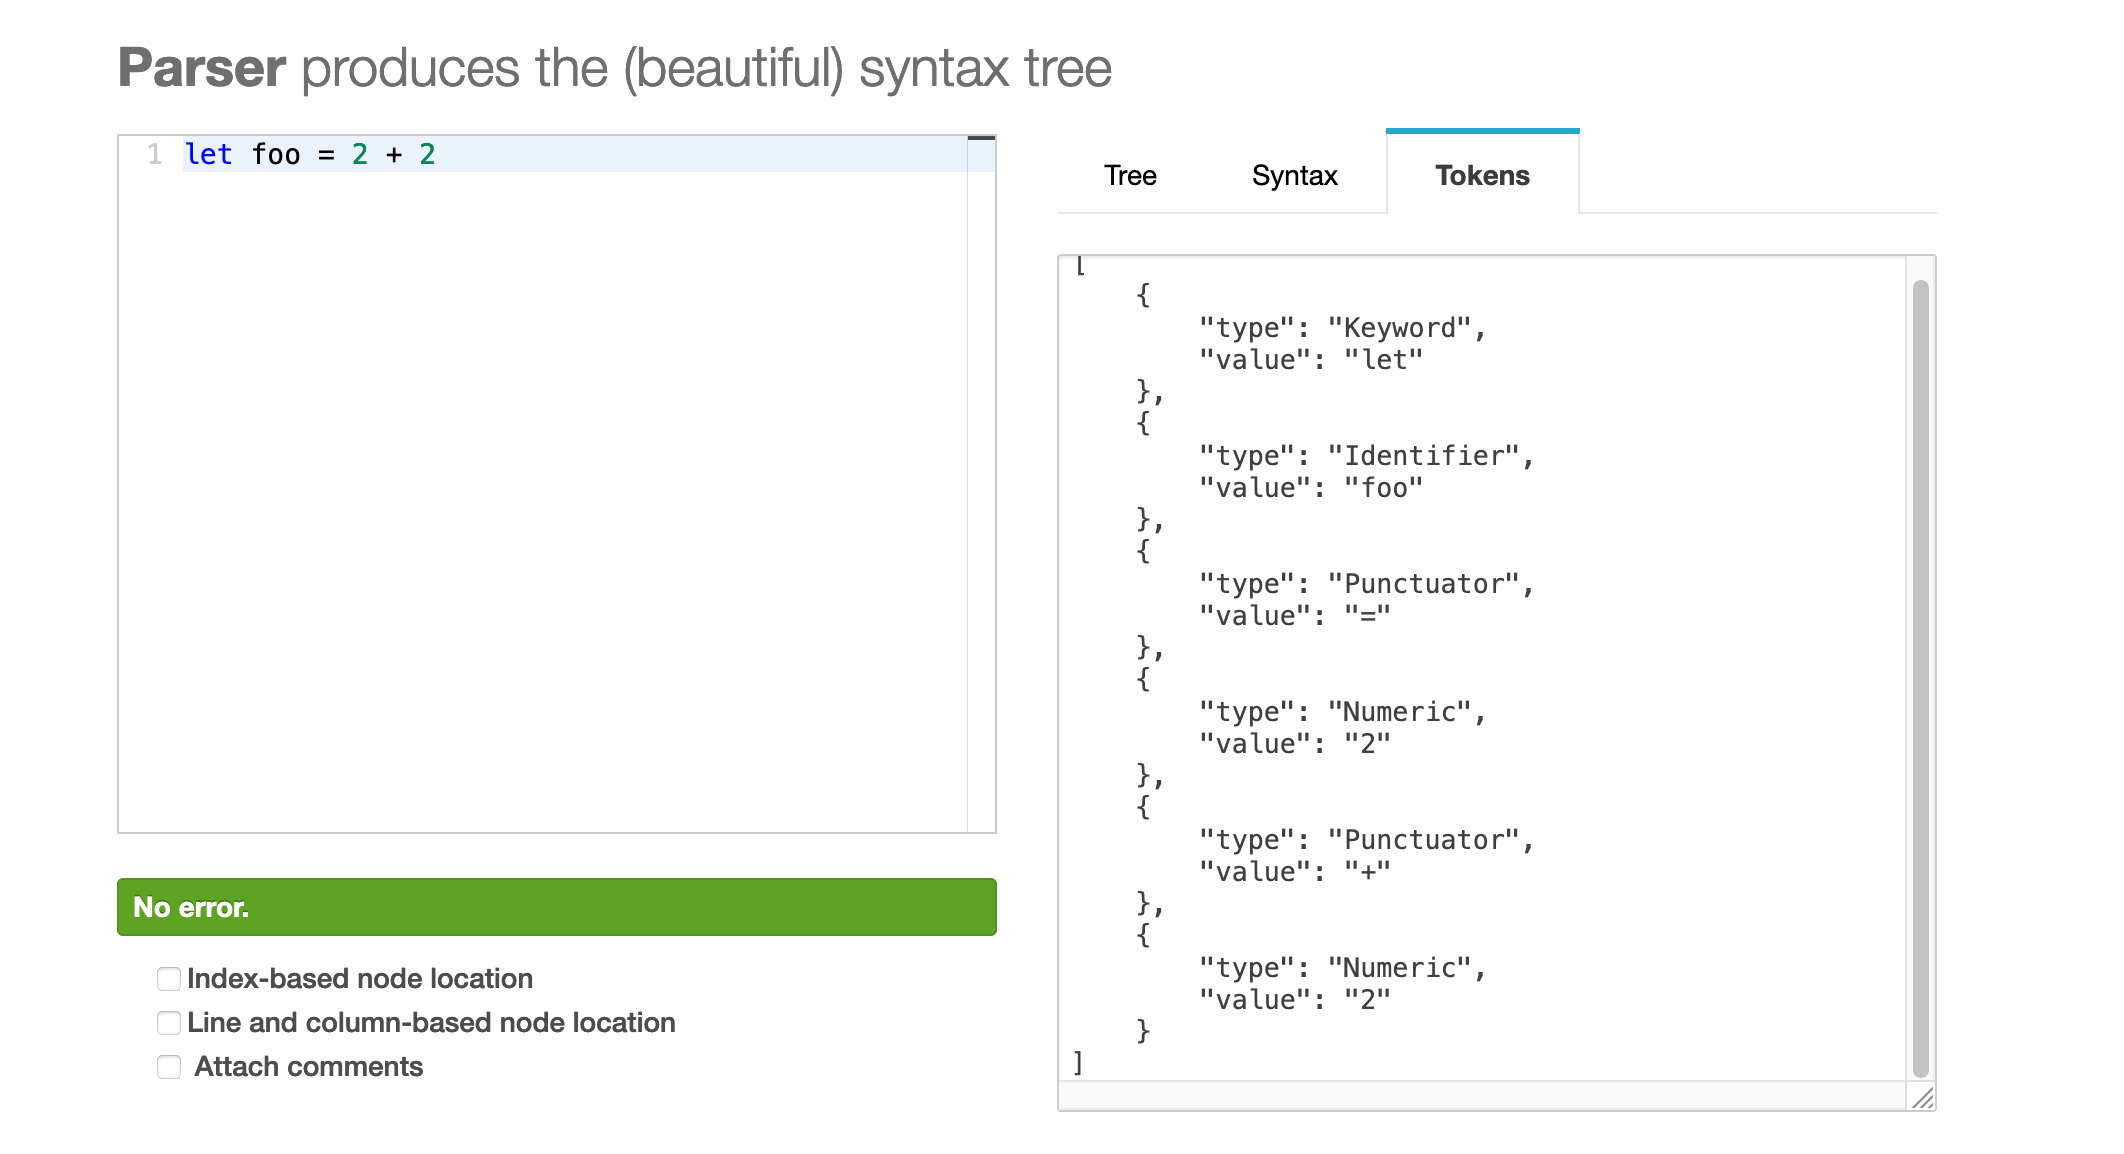 Parser produces the (beautiful) syntax tree
1 let foo = 2 + 2
No error.
Index-based node location
Line and column-based node location
Attach comments
Tree Syntax Tokens
[
    {
        "type": "Keyword",
        "value": "let"
    },
    {
        "type": "Identifier",
        "value": "foo"
    },
    {
        "type": "Punctuator",
        "value": "="
    },
    {
        "type": "Numeric",
        "value": "2"
    },
    {
        "type": "Punctuator",
        "value": "+"
    },
    {
        "type": "Numeric",
        "value": "2"
    }
]